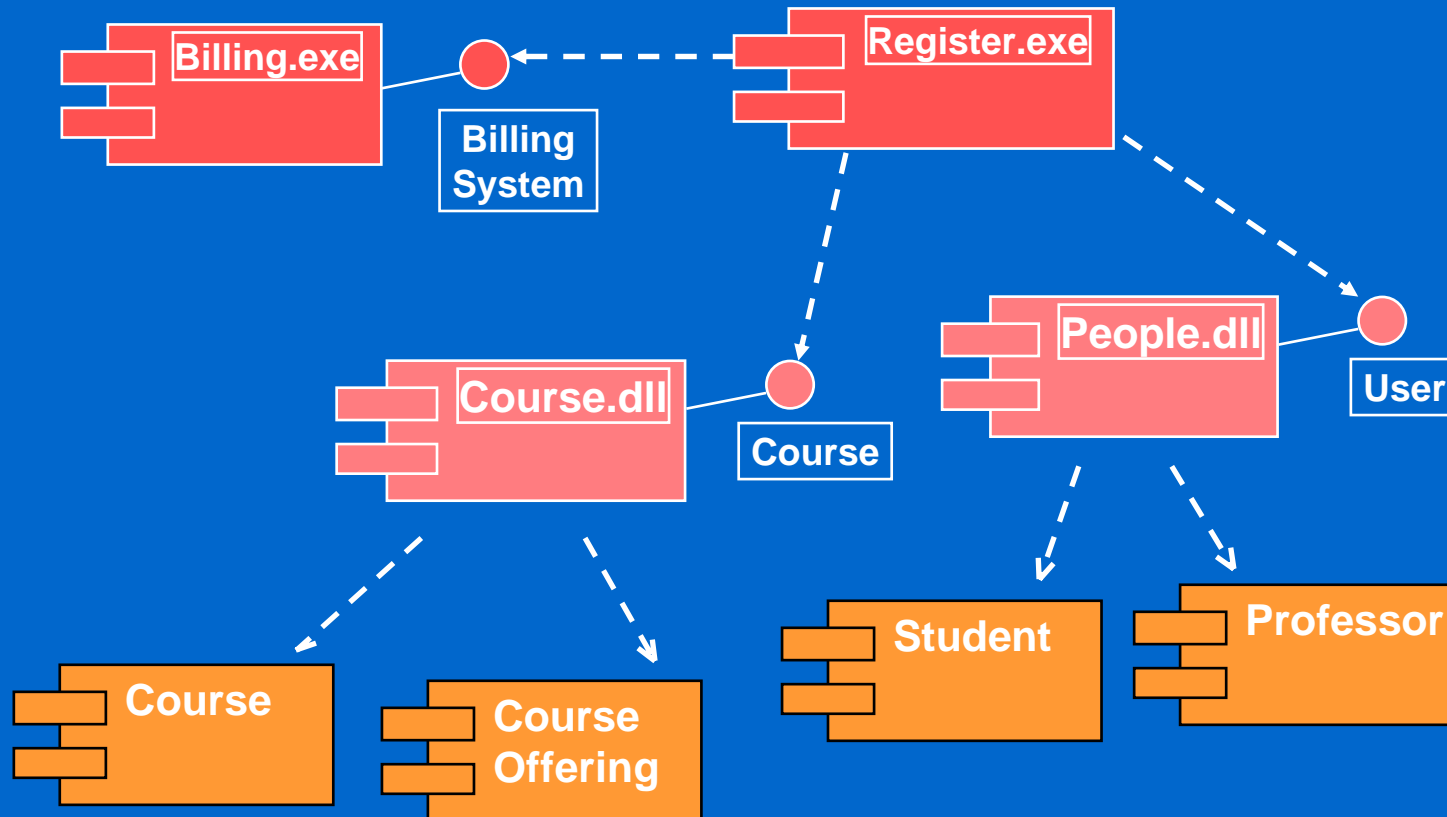 Billing.exe
Register.exe
Billing
System
People.dll
User
Course.dll
Course
Student
Professor
Course
Course
Offering